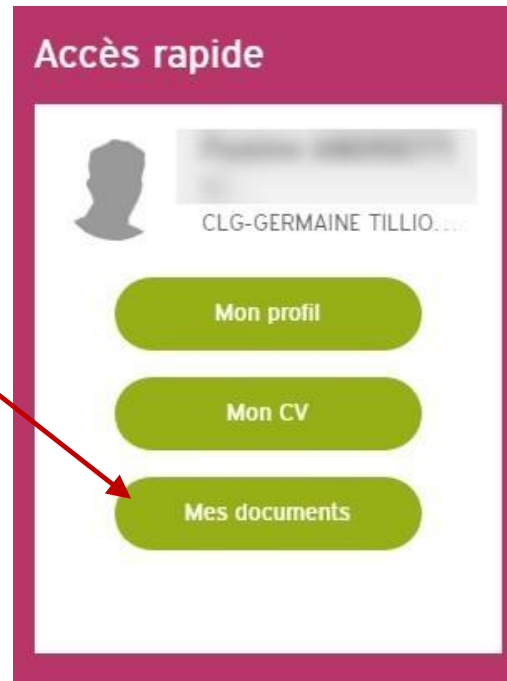 Accès rapide
CLG-GERMAINE TILLIO...
Mon profil
Mon CV
Mes documents